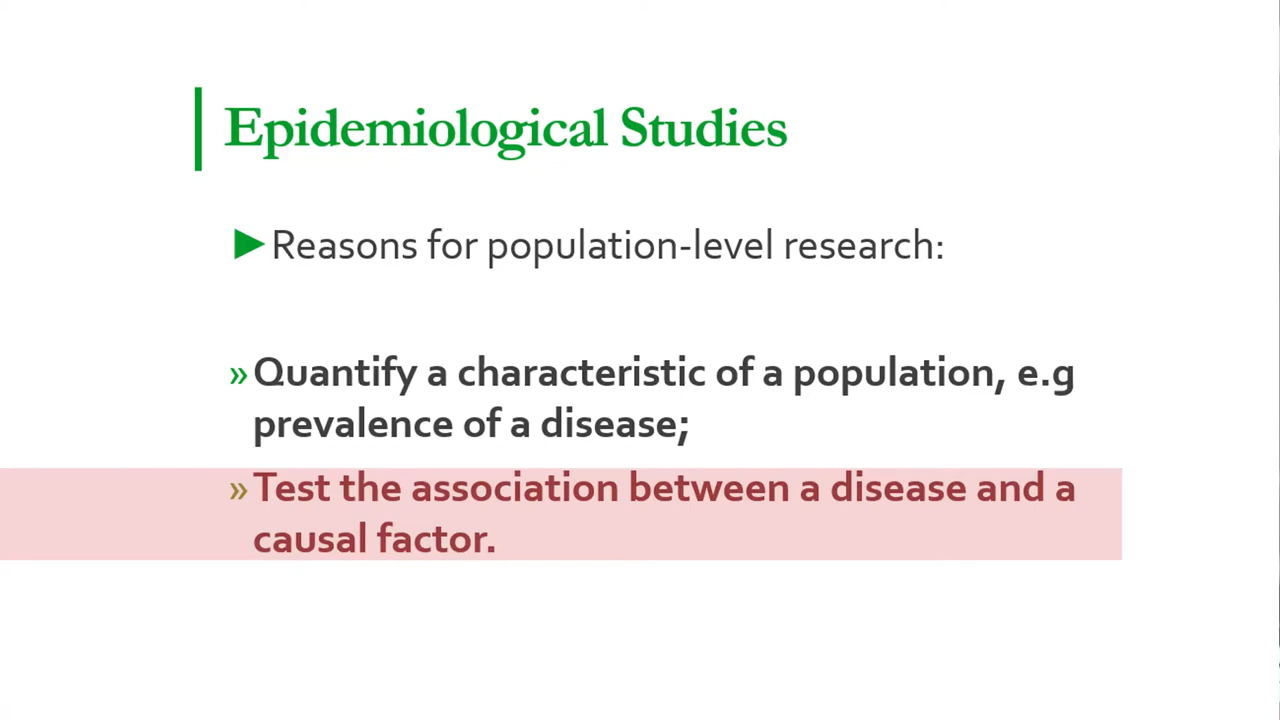 Epidemiological Studies
►Reasons for population-level research:
»Quantify a characteristic of a population, e.g
prevalence of a disease;
»Test the association between a disease and a
causal factor.